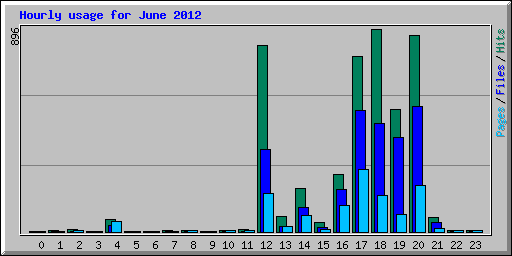 Hourly usage for June 2012
896
Pages/Files/Hits
0 1 2 3 4 5 6 7 8 9 10 11 12 13 14 15 16 17 18 19 20 21 22 23